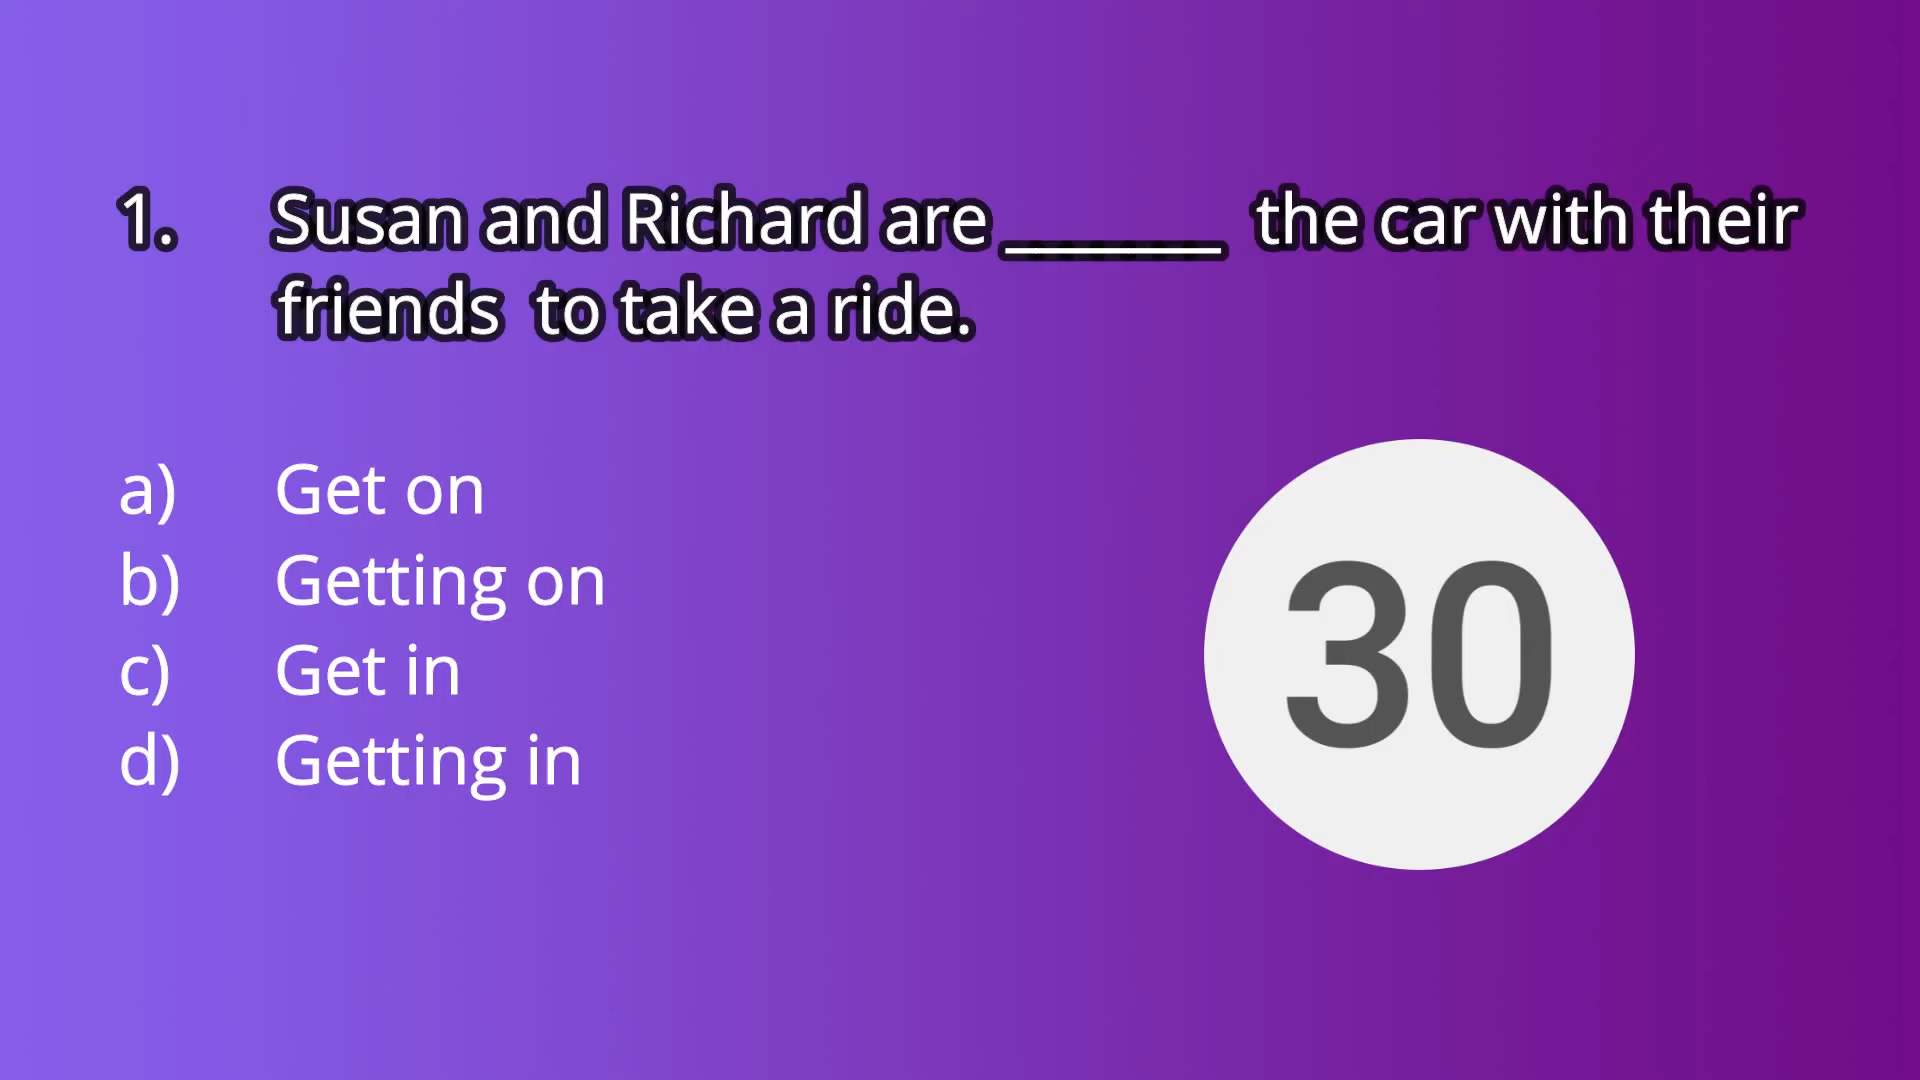 1. Susan and Richard are _______ the car with their
friends to take a ride.
a) Get on
b) Getting on
c) Get in
d) Getting in
30